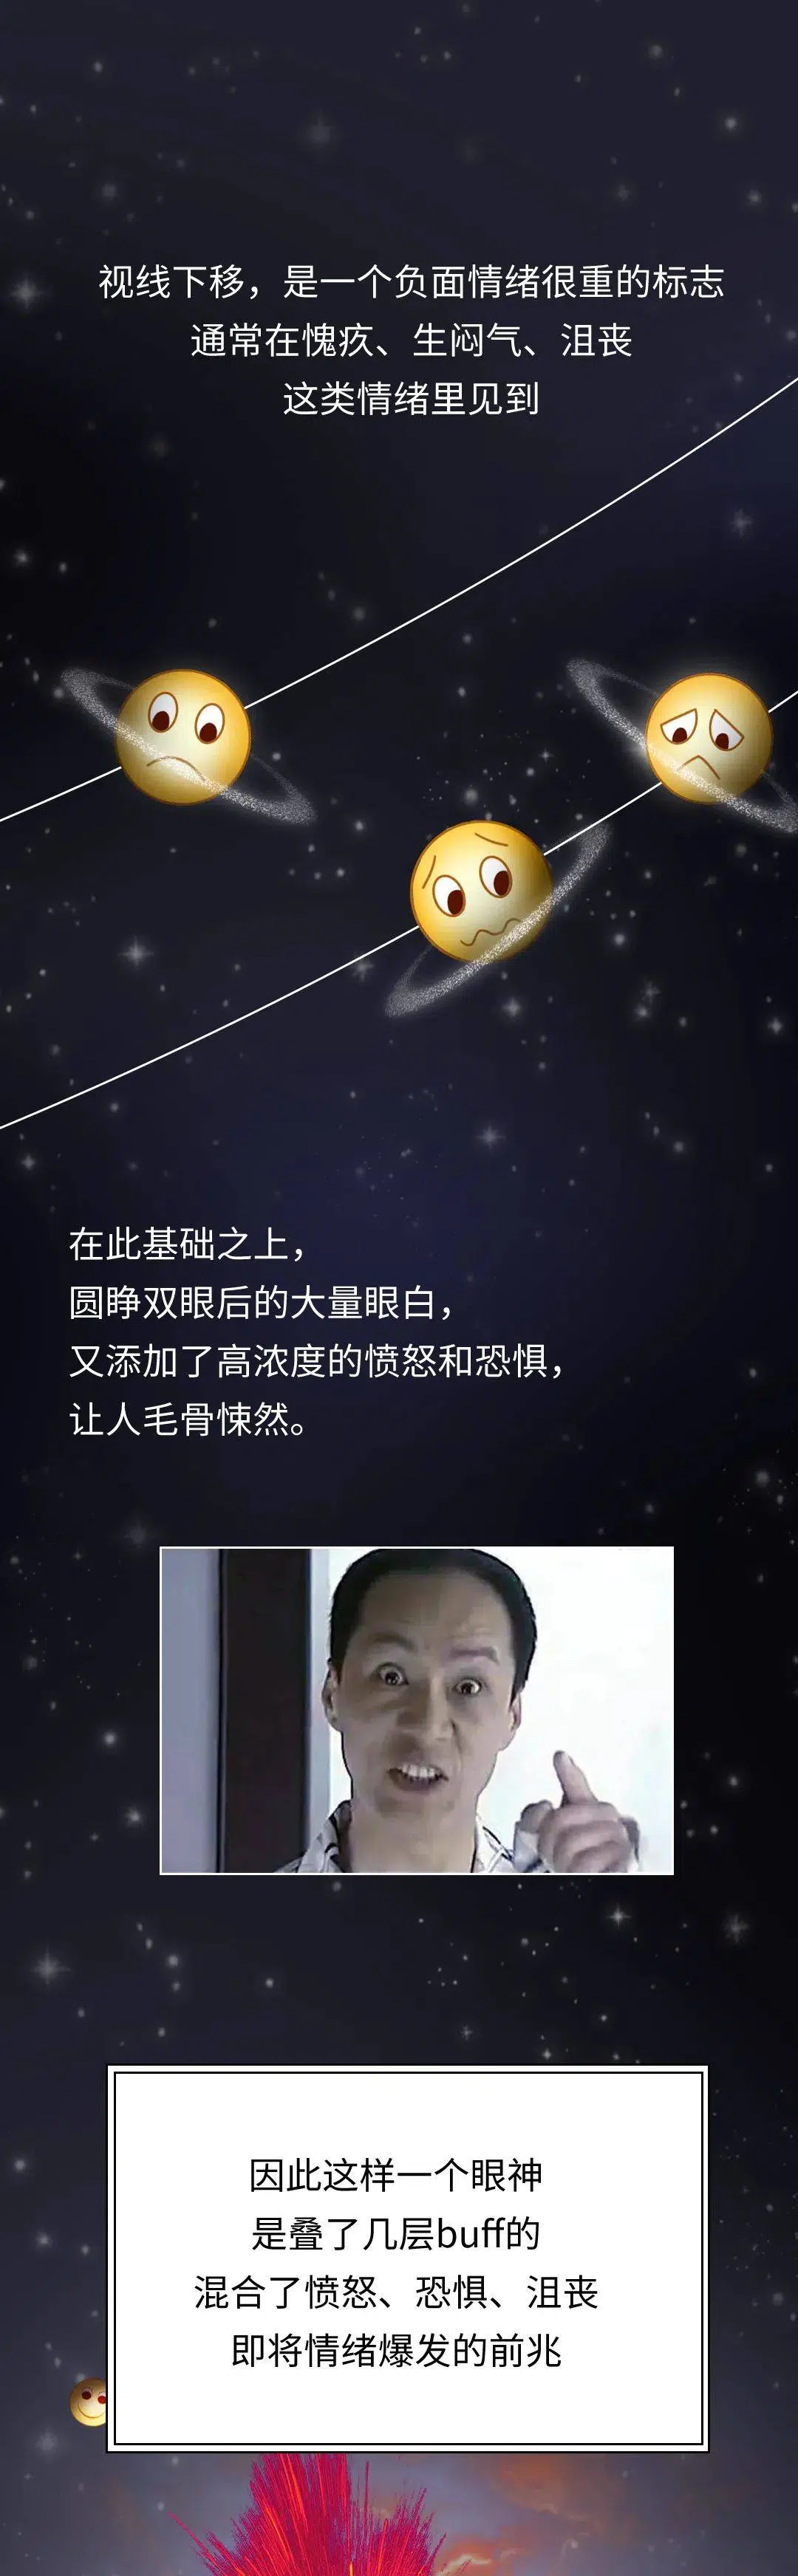 视线下移，是一个负面情绪很重的标志
通常在愧疚、生闷气、沮丧
这类情绪里见到
在此基础之上，
圆睁双眼后的大量眼白，
又添加了高浓度的愤怒和恐惧，
让人毛骨悚然。
因此这样一个眼神
是叠了几层buff的
混合了愤怒、恐惧、沮丧
即将情绪爆发的前兆